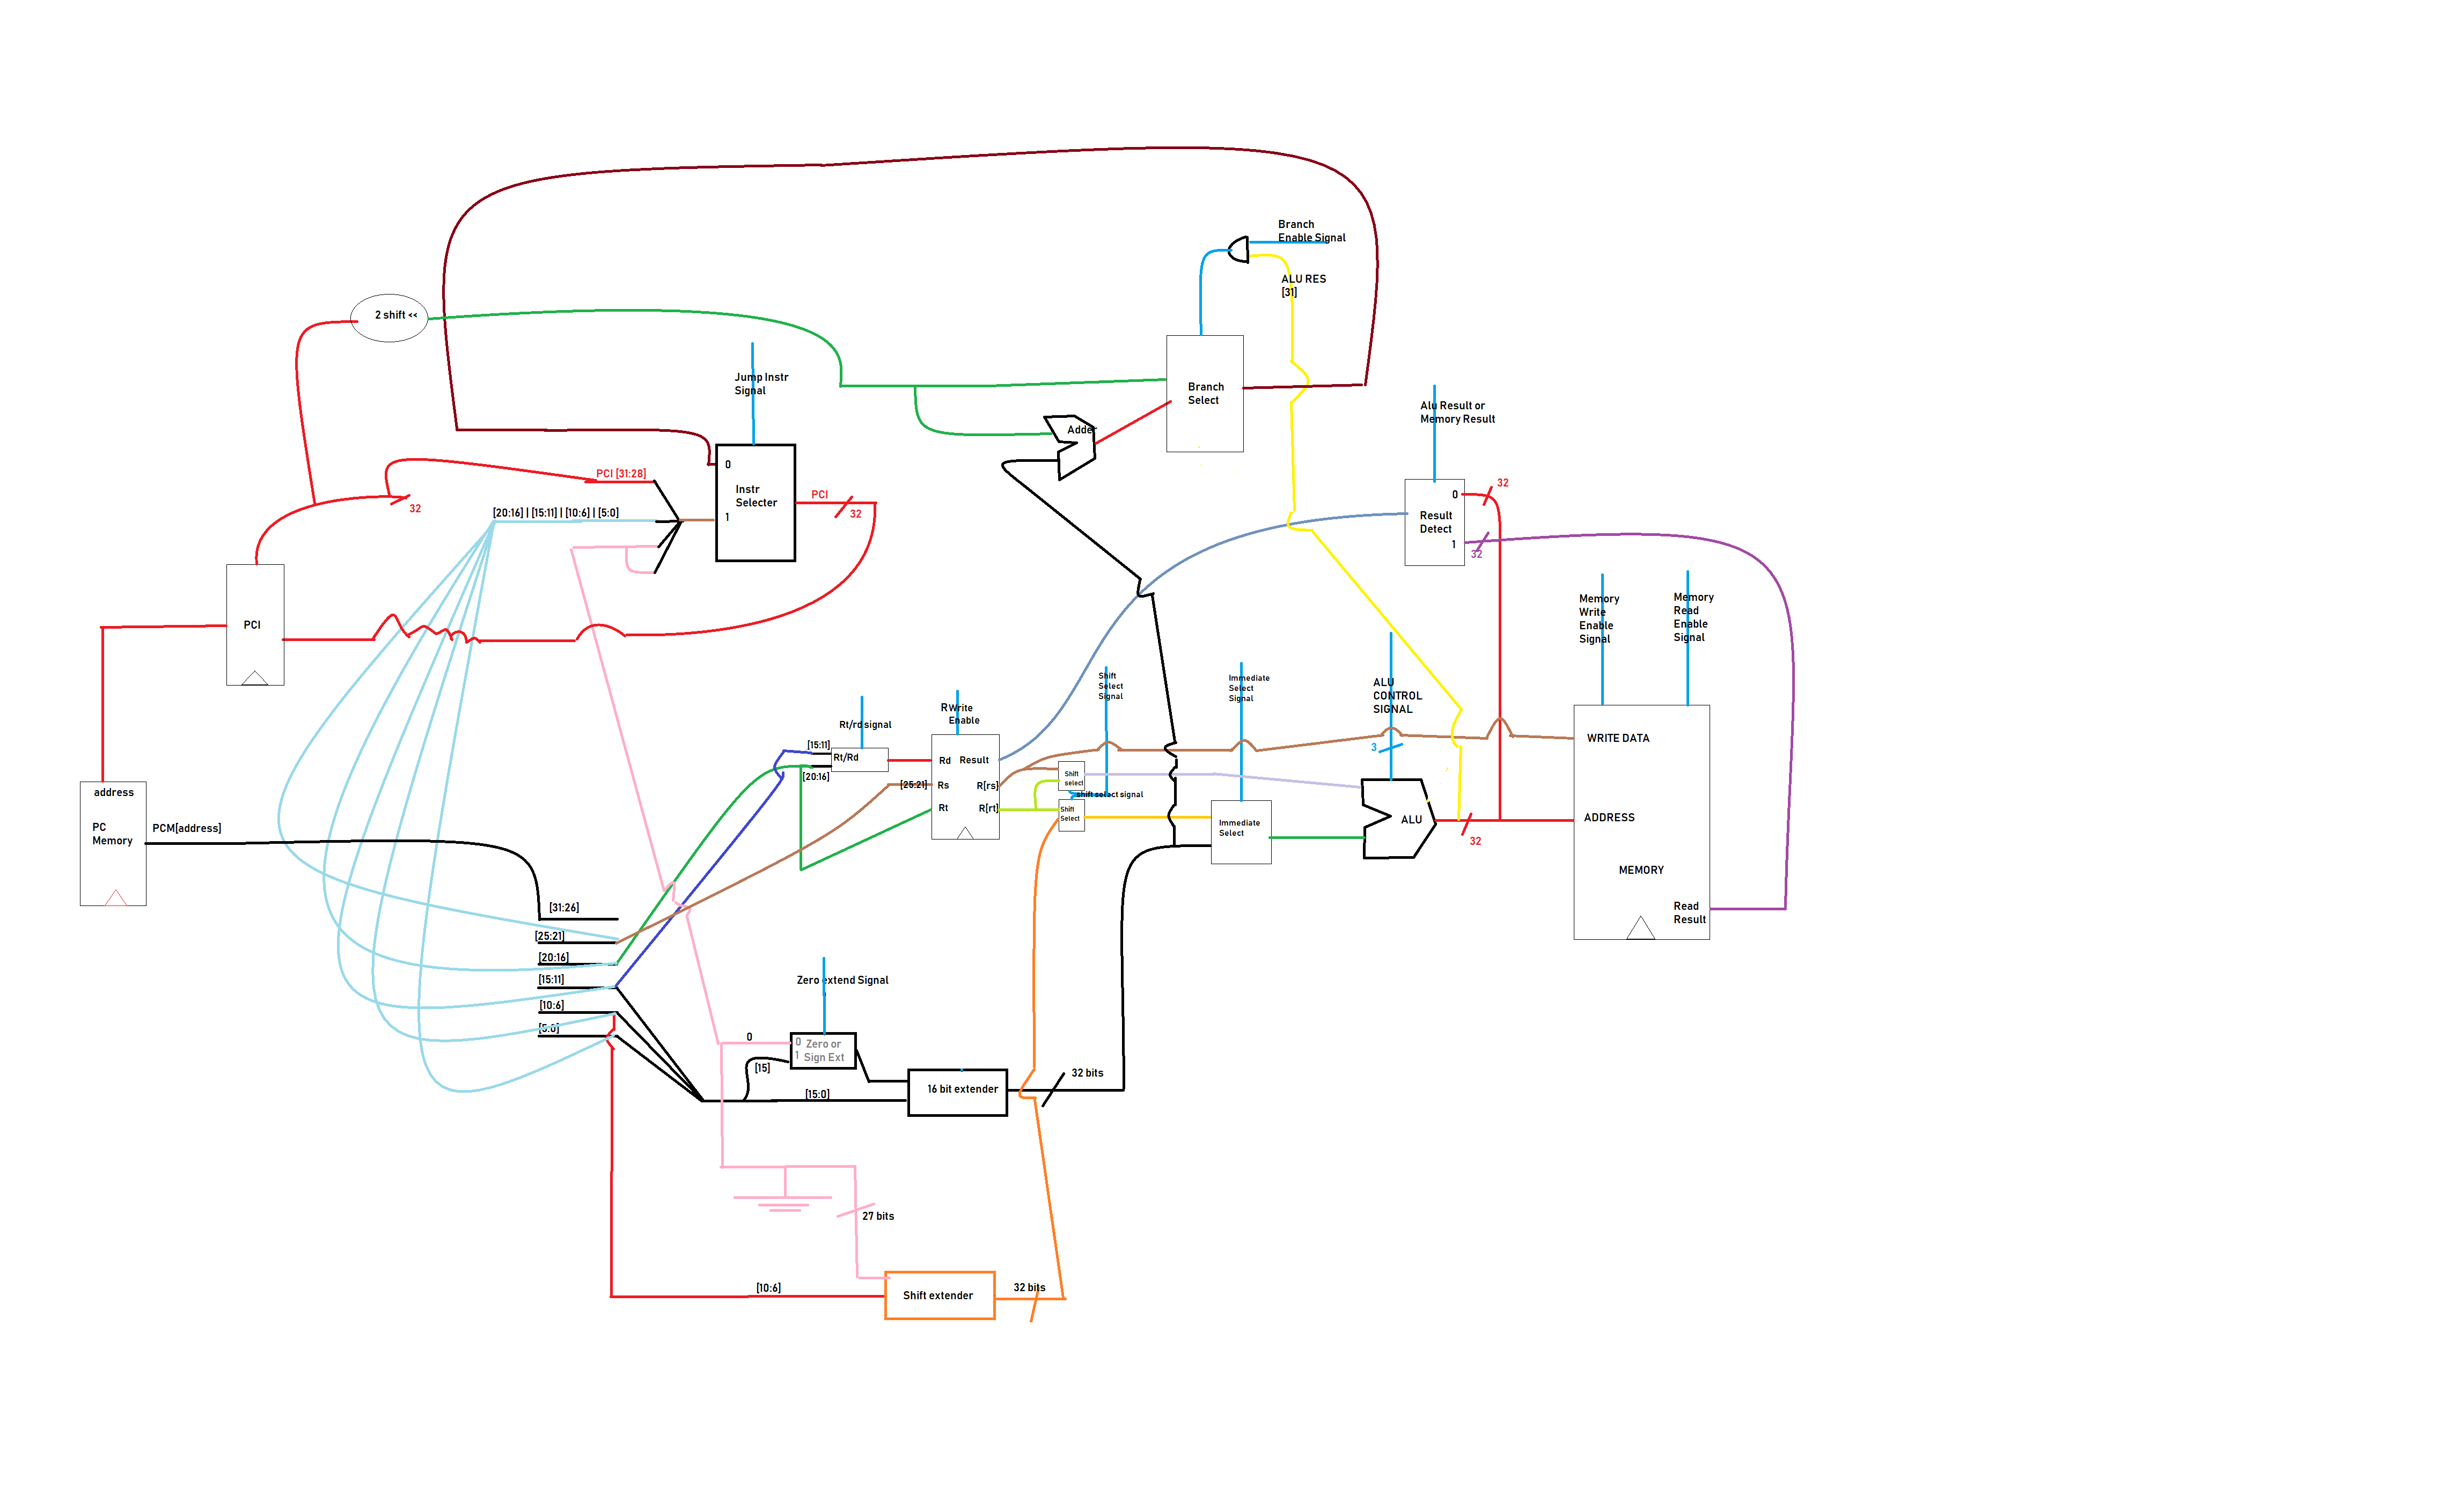 Branch
Enable Signal
ALU RES
[31]
2 shift <<
Jump Instr
Signal
Branch
Select
Adder
Alu Result or
Memory Result
PCI [31:28]
0
Instr
Selecter
1
PCI
32
32
[20:16] | [15:11] | [10:6] | [5:0]
0
32
Result
Detect
1
32
PCI
Memory
Write
Enable
Signal
Memory
Read
Enable
Signal
Shift
Select
Signal
Immediate
Select
Signal
ALU
CONTROL
SIGNAL
3
Rt/rd signal
RWrite
Enable
[15:11]
Rt/Rd
[20:16]
Rd
Result
[25:21]
Rs
R[rs]
Rt
R[rt]
Shift
select
shift select signal
Shift
Select
Immediate
Select
ALU
32
WRITE DATA
ADDRESS
MEMORY
Read
Result
address
PC
Memory
PCM[address]
[31:26]
[25:21]
[20:16]
[15:11]
[10:6]
[5:0]
Zero extend Signal
0
0
1
Zero or
Sign Ext
[15]
[15:0]
16 bit extender
32 bits
27 bits
[10:6]
Shift extender
32 bits